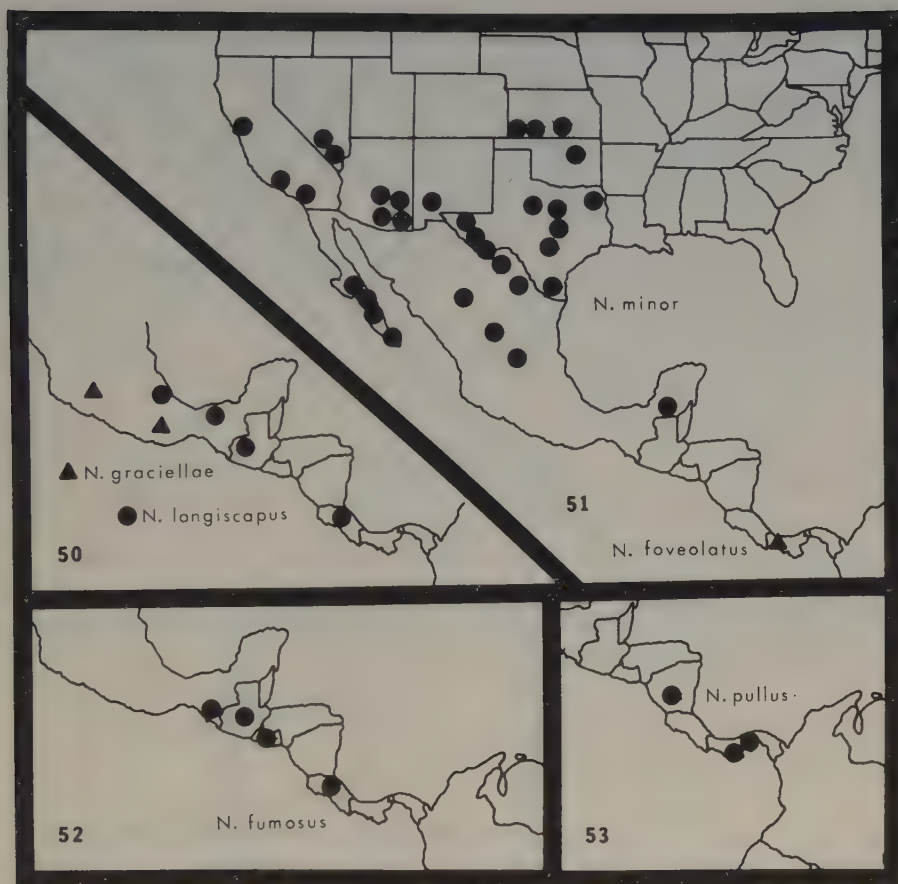 N. minor
N. graciellae
N. longiscapus
50
51
N. foveolatus
N. fumosus
52
N. pullus
53